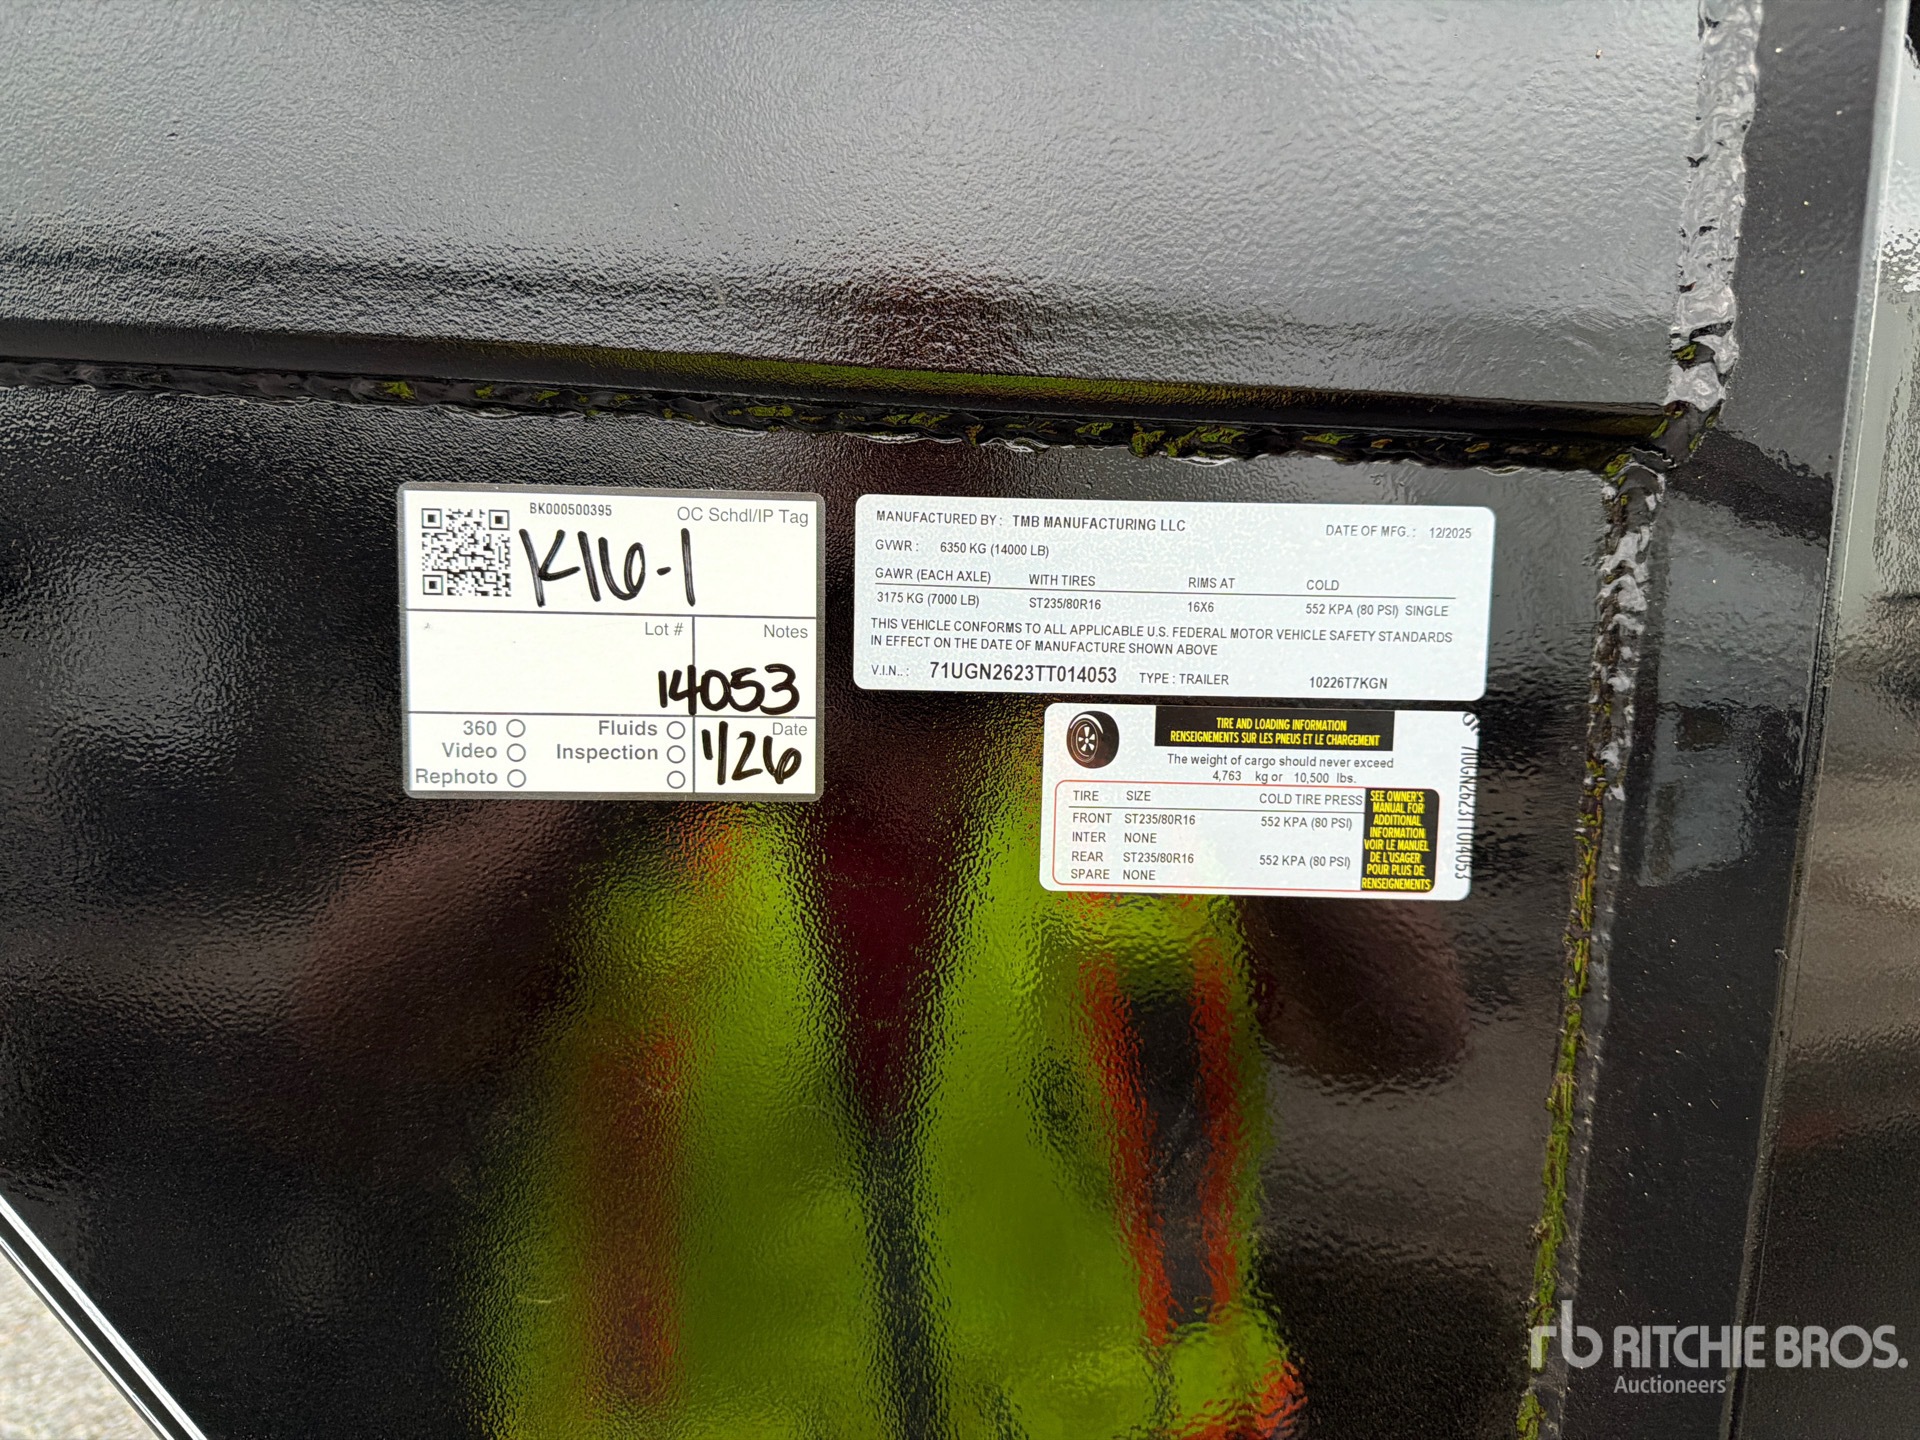 BK000500395
OC Schdl/IP Tag
K16-1
Lot #
Notes
14053
360
Fluids
Date
Video
Inspection
1/26
Rephoto
MANUFACTURED BY : TMB MANUFACTURING LLC
DATE OF MFG. : 12/2025
GVWR : 6350 KG (14000 LB)
GAWR (EACH AXLE) WITH TIRES RIMS AT COLD
3175 KG (7000 LB) ST235/80R16 16X6 552 KPA (80 PSI) SINGLE
THIS VEHICLE CONFORMS TO ALL APPLICABLE U.S. FEDERAL MOTOR VEHICLE SAFETY STANDARDS
IN EFFECT ON THE DATE OF MANUFACTURE SHOWN ABOVE
V.I.N.. : 71UGN2623TT014053 TYPE : TRAILER 10226T7KGN
TIRE AND LOADING INFORMATION
RENSEIGNEMENTS SUR LES PNEUS ET LE CHARGEMENT
The weight of cargo should never exceed
4,763 kg or 10,500 lbs.
TIRE SIZE COLD TIRE PRESS
FRONT ST235/80R16 552 KPA (80 PSI)
INTER NONE
REAR ST235/80R16 552 KPA (80 PSI)
SPARE NONE
SEE OWNER'S
MANUAL FOR
ADDITIONAL
INFORMATION
VOIR LE MANUEL
DE L'USAGER
POUR PLUS DE
RENSEIGNEMENTS
71UGN2623TT014053
rb RITCHIE BROS.
Auctioneers